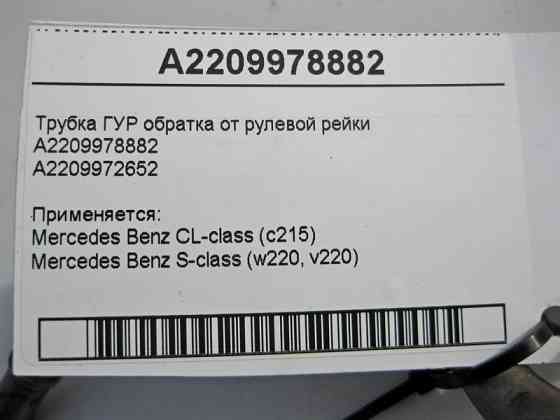 A2209978882
Трубка ГУР обратка от рулевой рейки
A2209978882
A2209972652
Применяется:
Mercedes Benz CL-class (c215)
Mercedes Benz S-class (w220, v220)